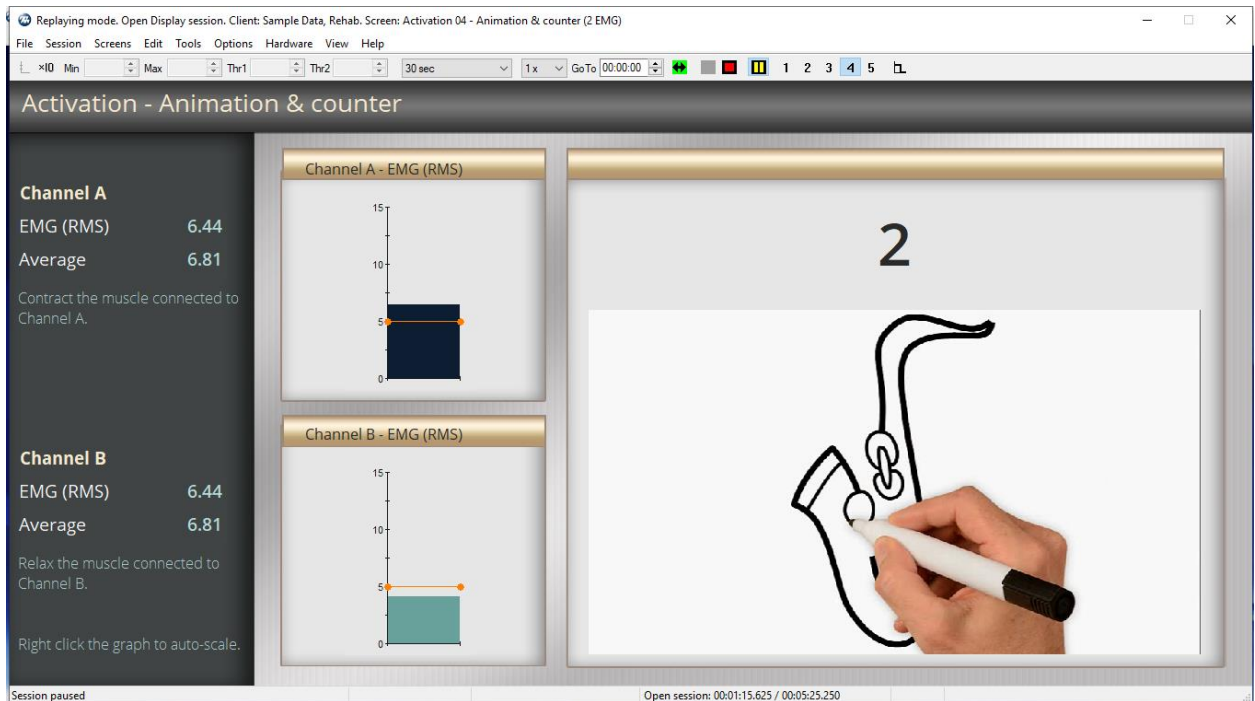 Replaying mode. Open Display session. Client: Sample Data, Rehab. Screen: Activation 04 - Animation & counter (2 EMG)
File Session Screens Edit Tools Options Hardware View Help
Min Max Thr1 Thr2 30 sec 1 x GoTo 00:00:00 1 2 3 4 5
Activation - Animation & counter
Channel A
EMG (RMS) 6.44
Average 6.81
Contract the muscle connected to
Channel A.
Channel B
EMG (RMS) 6.44
Average 6.81
Relax the muscle connected to
Channel B.
Right click the graph to auto-scale.
Channel A - EMG (RMS)
15
10
5
0
Channel B - EMG (RMS)
15
10
5
0
2
Session paused
Open session: 00:01:15.625 / 00:05:25.250